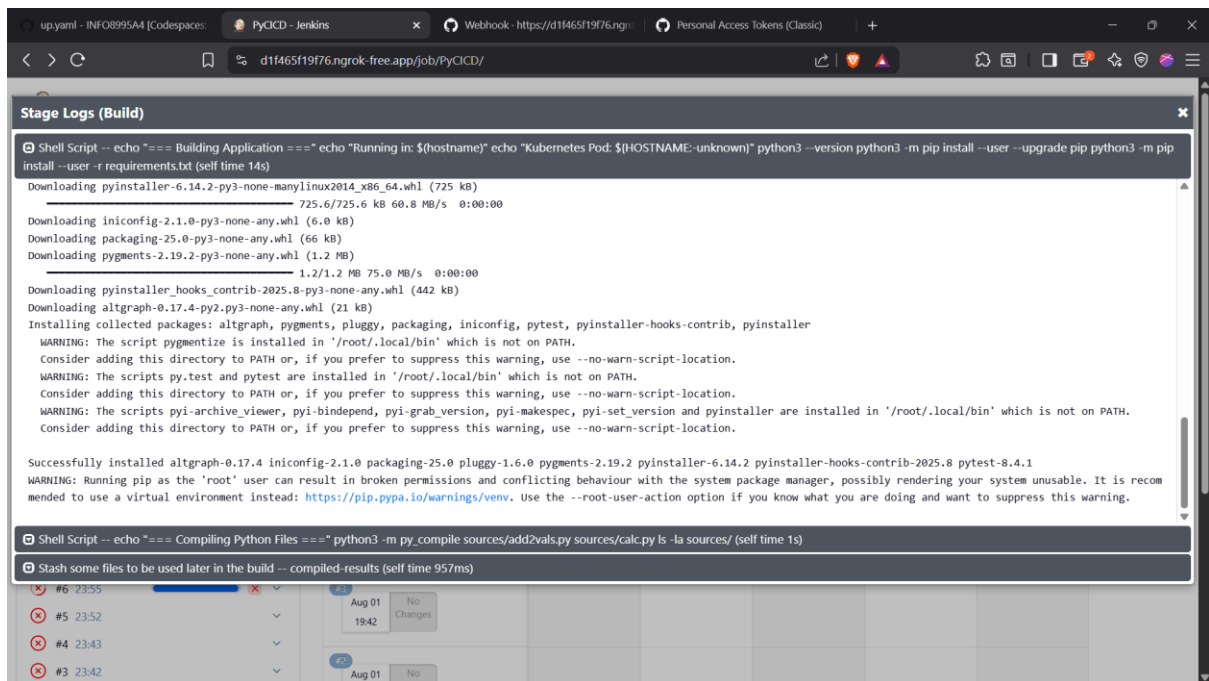 up.yaml - INFO8995A4 [Codespaces:
PyCICD - Jenkins
Webhook · https://d1f465f19f76.ngro
Personal Access Tokens (Classic)
d1f465f19f76.ngrok-free.app/job/PyCICD/
Stage Logs (Build)
Shell Script -- echo "=== Building Application ===" echo "Running in: $(hostname)" echo "Kubernetes Pod: ${HOSTNAME:-unknown}" python3 --version python3 -m pip install --user --upgrade pip python3 -m pip
install --user -r requirements.txt (self time 14s)
Downloading pyinstaller-6.14.2-py3-none-manylinux2014_x86_64.whl (725 kB)
725.6/725.6 kB 60.8 MB/s 0:00:00
Downloading iniconfig-2.1.0-py3-none-any.whl (6.0 kB)
Downloading packaging-25.0-py3-none-any.whl (66 kB)
Downloading pygments-2.19.2-py3-none-any.whl (1.2 MB)
1.2/1.2 MB 75.0 MB/s 0:00:00
Downloading pyinstaller_hooks_contrib-2025.8-py3-none-any.whl (442 kB)
Downloading altgraph-0.17.4-py2.py3-none-any.whl (21 kB)
Installing collected packages: altgraph, pygments, pluggy, packaging, iniconfig, pytest, pyinstaller-hooks-contrib, pyinstaller
WARNING: The script pygmentize is installed in '/root/.local/bin' which is not on PATH.
Consider adding this directory to PATH or, if you prefer to suppress this warning, use --no-warn-script-location.
WARNING: The scripts py.test and pytest are installed in '/root/.local/bin' which is not on PATH.
Consider adding this directory to PATH or, if you prefer to suppress this warning, use --no-warn-script-location.
WARNING: The scripts pyi-archive_viewer, pyi-bindepend, pyi-grab_version, pyi-makespec, pyi-set_version and pyinstaller are installed in '/root/.local/bin' which is not on PATH.
Consider adding this directory to PATH or, if you prefer to suppress this warning, use --no-warn-script-location.
Successfully installed altgraph-0.17.4 iniconfig-2.1.0 packaging-25.0 pluggy-1.6.0 pygments-2.19.2 pyinstaller-6.14.2 pyinstaller-hooks-contrib-2025.8 pytest-8.4.1
WARNING: Running pip as the 'root' user can result in broken permissions and conflicting behaviour with the system package manager, possibly rendering your system unusable. It is recom
mended to use a virtual environment instead: https://pip.pypa.io/warnings/venv. Use the --root-user-action option if you know what you are doing and want to suppress this warning.
Shell Script -- echo "=== Compiling Python Files ===" python3 -m py_compile sources/add2vals.py sources/calc.py ls -la sources/ (self time 1s)
Stash some files to be used later in the build -- compiled-results (self time 957ms)
#6 23:55
#5 23:52
#4 23:43
#3 23:42
#3
Aug 01
19:42
No
Changes
#2
Aug 01
No